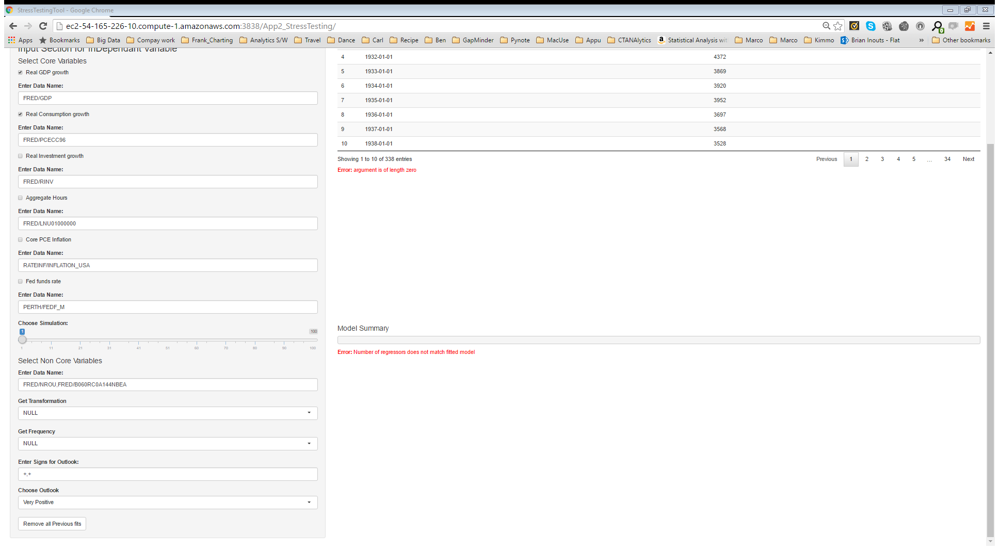 StressTestingTool - Google Chrome
ec2-54-165-226-10.compute-1.amazonaws.com:3838/App2_StressTesting/
Apps Bookmarks Big Data Compay work Frank_Charting Analytics S/W Travel Dance Carl Recipe Ben GapMinder Pynote MacUse Appu CTANAlytics Statistical Analysis wit Marco Marco Kimmo Brian Inouts - Flat » Other bookmarks
Input Section for InDependant Variable
Select Core Variables
Real GDP growth
Enter Data Name:
FRED/GDP
Real Consumption growth
Enter Data Name:
FRED/PCECC96
Real Investment growth
Enter Data Name:
FRED/RINV
Aggregate Hours
Enter Data Name:
FRED/LNU01000000
Core PCE Inflation
Enter Data Name:
RATEINF/INFLATION_USA
Fed funds rate
Enter Data Name:
PERTH/FEDF_M
Choose Simulation:
1 100
1 11 21 31 41 51 60 70 80 90 100
Select Non Core Variables
Enter Data Name:
FRED/NROU,FRED/B060RC0A144NBEA
Get Transformation
NULL
Get Frequency
NULL
Enter Signs for Outlook:
+,+
Choose Outlook
Very Positive
Remove all Previous fits
4 1932-01-01 4372
5 1933-01-01 3869
6 1934-01-01 3920
7 1935-01-01 3952
8 1936-01-01 3697
9 1937-01-01 3568
10 1938-01-01 3528
Showing 1 to 10 of 338 entries Previous 1 2 3 4 5 … 34 Next
Error: argument is of length zero
Model Summary
Error: Number of regressors does not match fitted model